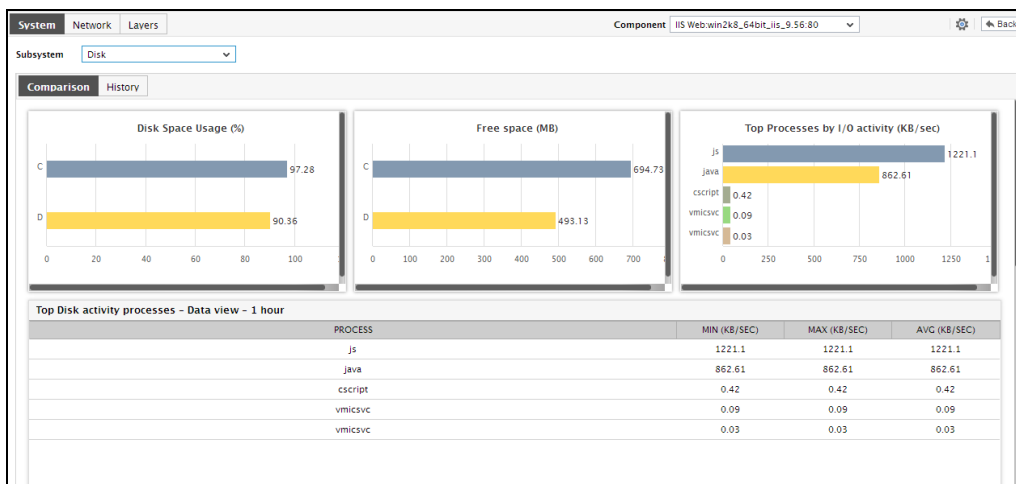 System Network Layers Component IIS Web:win2k8_64bit_iis_9.56:80 Back
Subsystem Disk
Comparison History
Disk Space Usage (%)
C 97.28
D 90.36
0 20 40 60 80 100
Free space (MB)
C 694.73
D 493.13
0 100 200 300 400 500 600 700
Top Processes by I/O activity (KB/sec)
js 1221.1
java 862.61
cscript 0.42
vmicsvc 0.09
vmicsvc 0.03
0 250 500 750 1000 1250
Top Disk activity processes - Data view - 1 hour
PROCESS MIN (KB/SEC) MAX (KB/SEC) AVG (KB/SEC)
js 1221.1 1221.1 1221.1
java 862.61 862.61 862.61
cscript 0.42 0.42 0.42
vmicsvc 0.09 0.09 0.09
vmicsvc 0.03 0.03 0.03